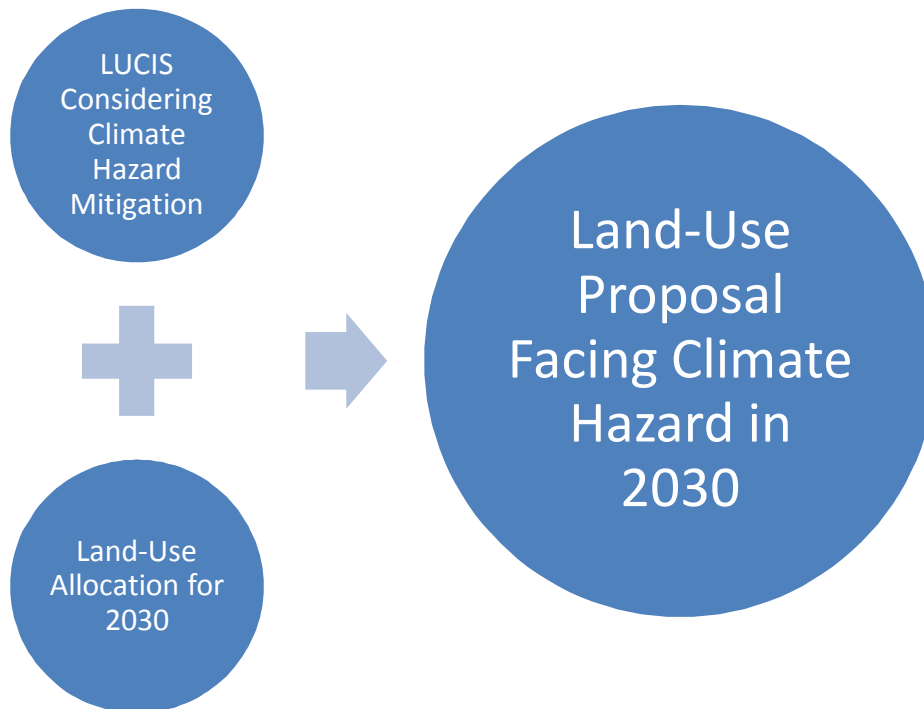 LUCIS
Considering
Climate
Hazard
Mitigation
Land-Use
Allocation for
2030
Land-Use
Proposal
Facing Climate
Hazard in
2030